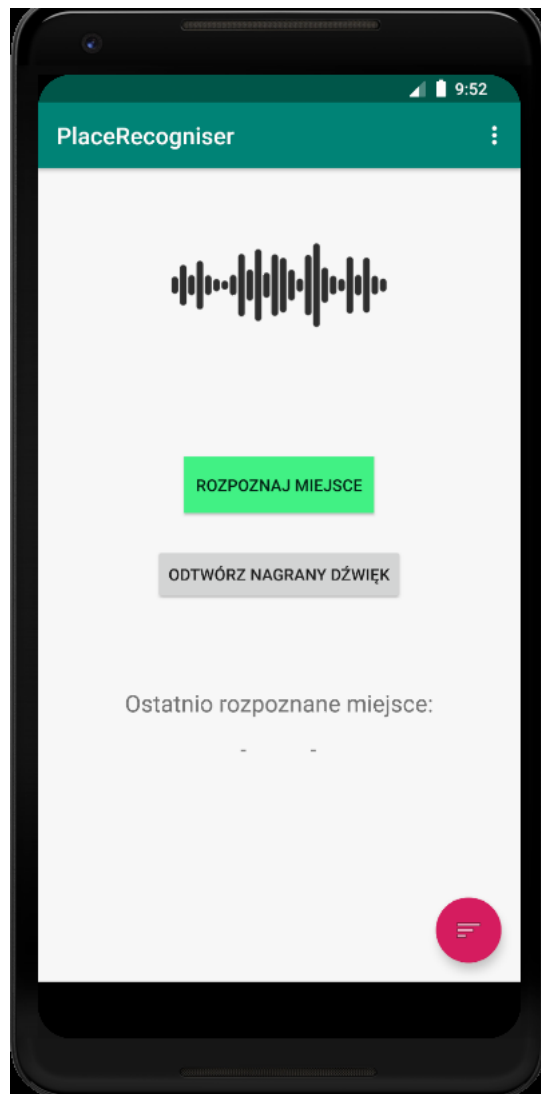 9:52
PlaceRecogniser
ROZPOZNAJ MIEJSCE
ODTWÓRZ NAGRANY DŹWIĘK
Ostatnio rozpoznane miejsce:
- -